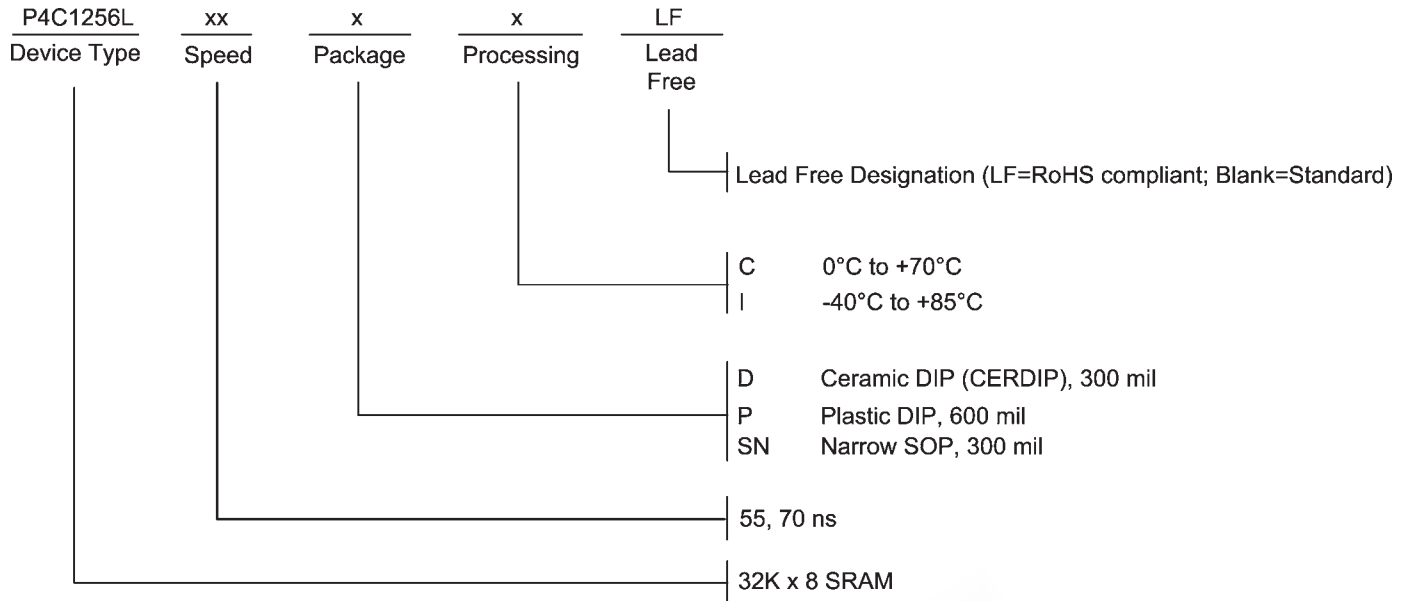 P4C1256L xx x x LF
Device Type Speed Package Processing Lead
Free
Lead Free Designation (LF=RoHS compliant; Blank=Standard)
C 0°C to +70°C
I -40°C to +85°C
D Ceramic DIP (CERDIP), 300 mil
P Plastic DIP, 600 mil
SN Narrow SOP, 300 mil
55, 70 ns
32K x 8 SRAM